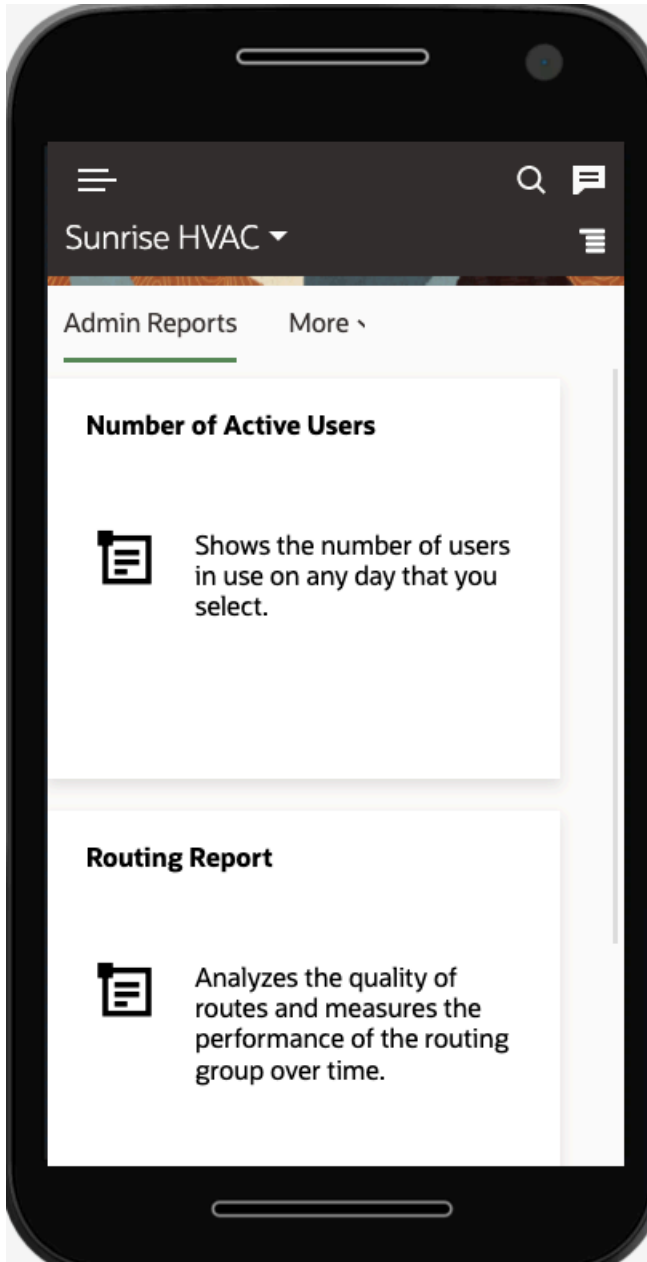 Sunrise HVAC
Admin Reports More
Number of Active Users
Shows the number of users
in use on any day that you
select.
Routing Report
Analyzes the quality of
routes and measures the
performance of the routing
group over time.